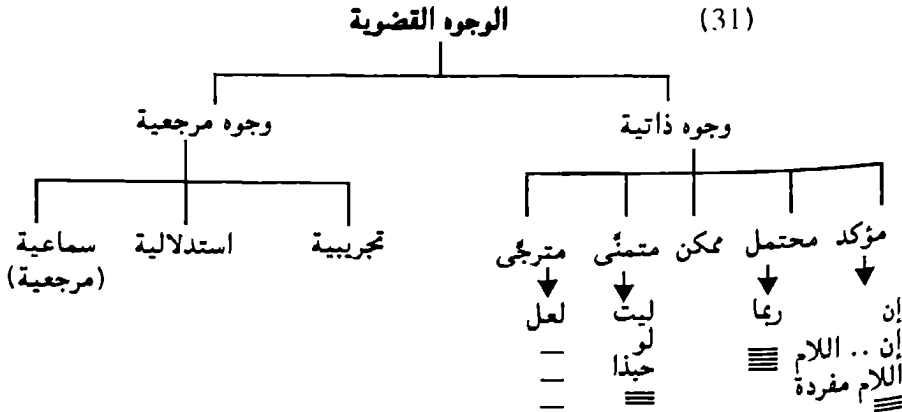 (31) الوجوه القضوية
وجوه ذاتية وجوه مرجعية
مؤكد محتمل ممكن متمنَّى مترجَّى تجريبية استدلالية سماعية
(مرجعية)
إن ربما ليت لعل
إن .. اللام لو
اللام مفردة حبذا